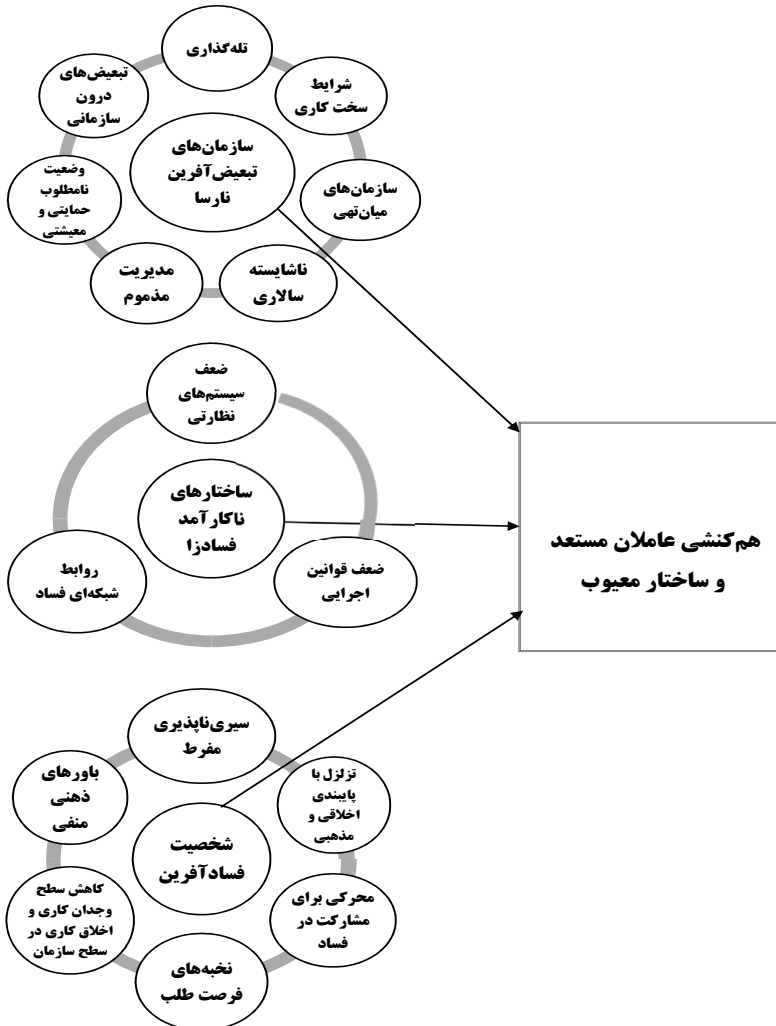 تله‌گذاری
شرایط
سخت کاری
سازمان‌های
میان‌تهی
ناشایسته
سالاری
مدیریت
مذموم
وضعیت
نامطلوب
حمایتی و
معیشتی
تبعیض‌های
درون
سازمانی
سازمان‌های
تبعیض‌آفرین
نارسا
ضعف
سیستم‌های
نظارتی
ضعف قوانین
اجرایی
روابط
شبکه‌ای فساد
ساختارهای
ناکارآمد
فسادزا
هم‌کنشی عاملان مستعد
و ساختار معیوب
سیری‌ناپذیری
مفرط
تزلزل با
پایبندی
اخلاقی و
مذهبی
محرکی برای
مشارکت در
فساد
نخبه‌های
فرصت طلب
کاهش سطح
وجدان کاری و
اخلاق کاری در
سطح سازمان
باورهای
ذهنی
منفی
شخصیت
فسادآفرین